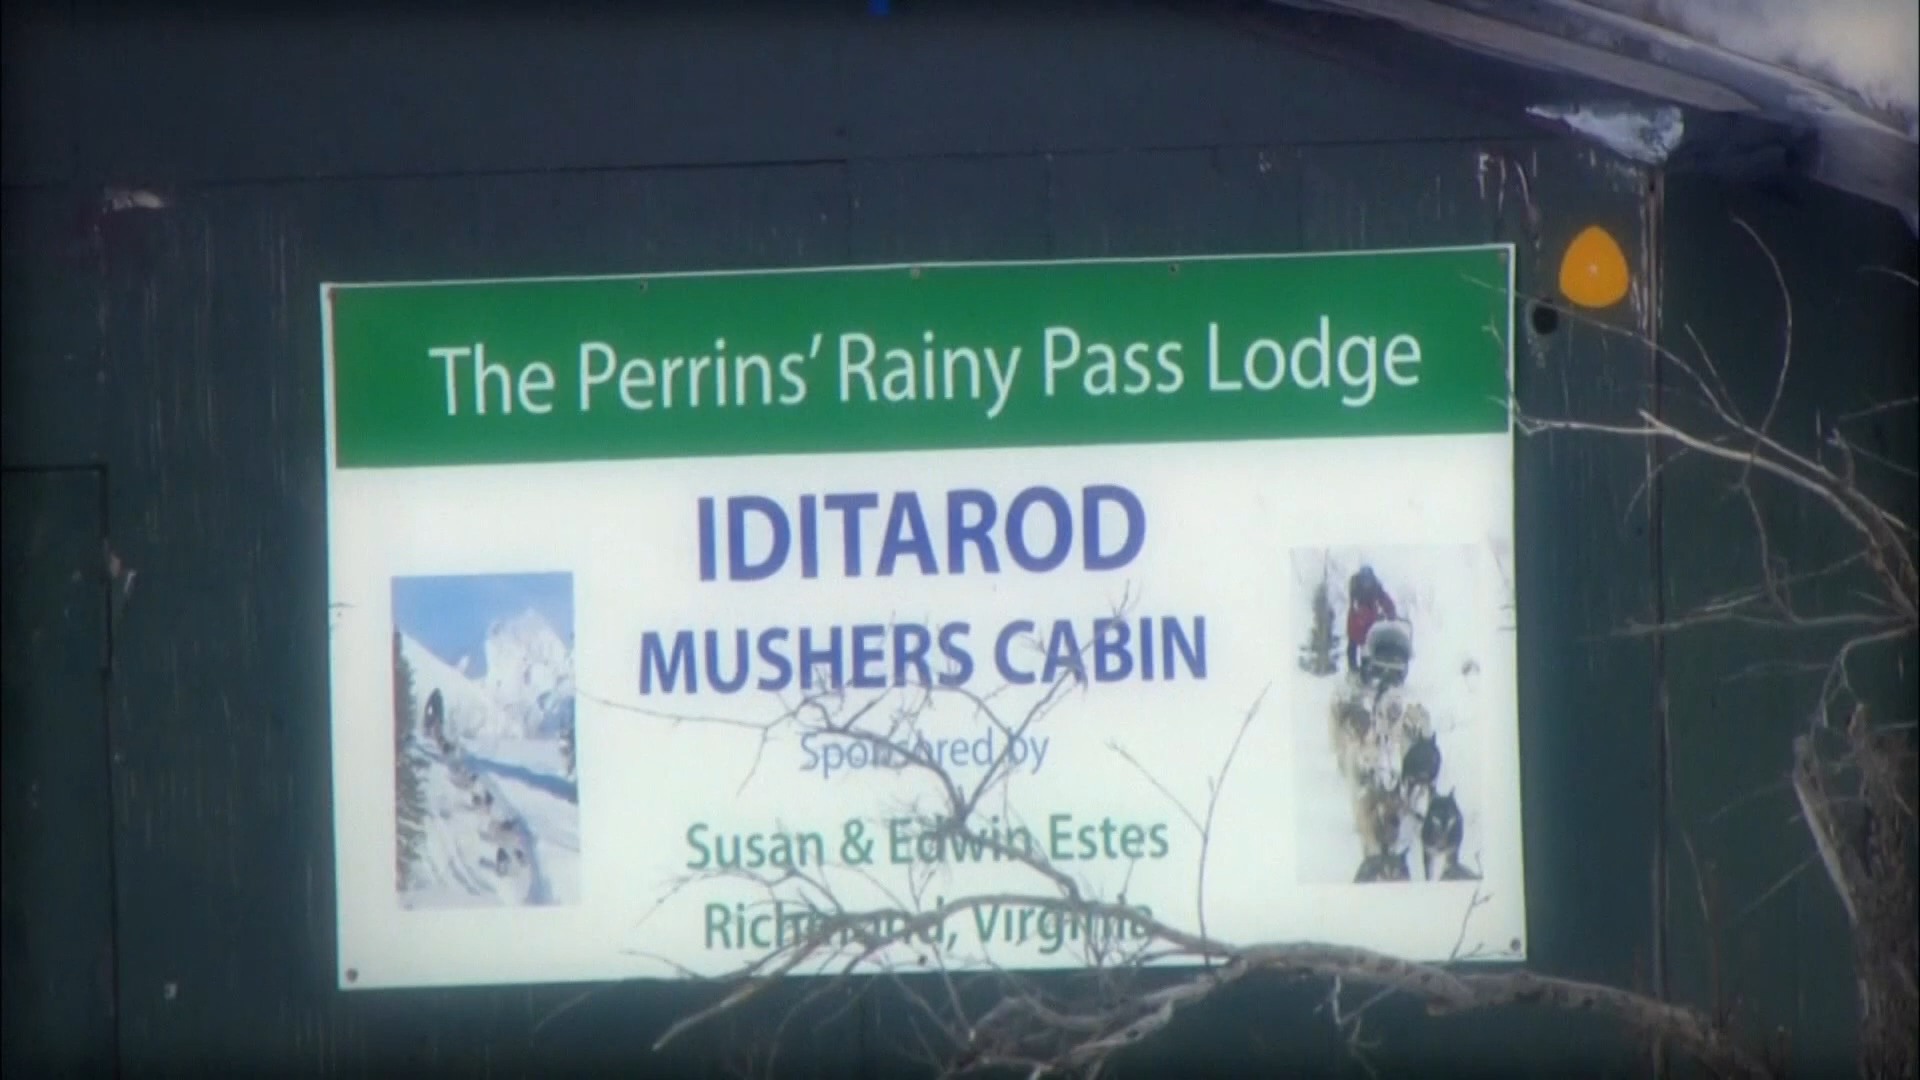 The Perrins’ Rainy Pass Lodge
IDITAROD
MUSHERS CABIN
Sponsored by
Susan & Edwin Estes
Richmond, Virginia